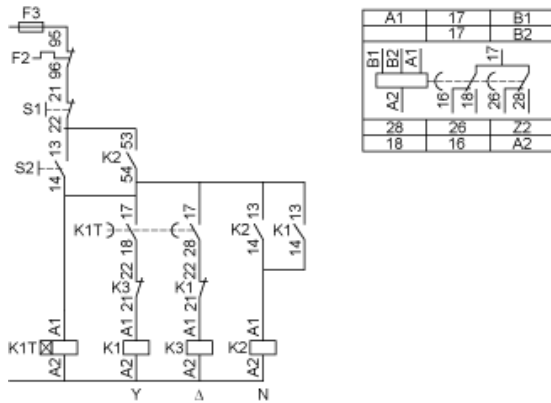 F3
95
F2
96
21
S1
22
13
S2
14
53
K2
54
17
K1T
18
17
28
13
K2
14
13
K1
14
22
K3
21
22
K1
21
A1
K1T
A2
A1
K1
A2
A1
K3
A2
A1
K2
A2
Y Δ N
A1 17 B1
17 B2
B1 B2 A1 17
A2 16 18 26 28
28 26 Z2
18 16 A2